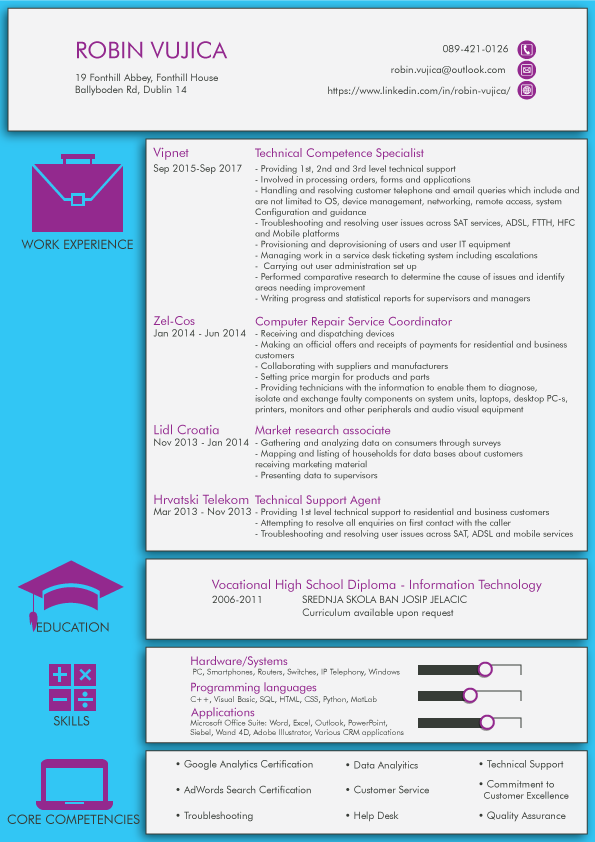 ROBIN VUJICA
19 Fonthill Abbey, Fonthill House
Ballyboden Rd, Dublin 14
089-421-0126
robin.vujica@outlook.com
https://www.linkedin.com/in/robin-vujica/
WORK EXPERIENCE
Vipnet
Sep 2015-Sep 2017
Technical Competence Specialist
- Providing 1st, 2nd and 3rd level technical support
- Involved in processing orders, forms and applications
- Handling and resolving customer telephone and email queries which include and
are not limited to OS, device management, networking, remote access, system
Configuration and guidance
- Troubleshooting and resolving user issues across SAT services, ADSL, FTTH, HFC
and Mobile platforms
- Provisioning and deprovisioning of users and user IT equipment
- Managing work in a service desk ticketing system including escalations
- Carrying out user administration set up
- Performed comparative research to determine the cause of issues and identify
areas needing improvement
- Writing progress and statistical reports for supervisors and managers
Zel-Cos
Jan 2014 - Jun 2014
Computer Repair Service Coordinator
- Receiving and dispatching devices
- Making an official offers and receipts of payments for residential and business
customers
- Collaborating with suppliers and manufacturers
- Setting price margin for products and parts
- Providing technicians with the information to enable them to diagnose,
isolate and exchange faulty components on system units, laptops, desktop PC-s,
printers, monitors and other peripherals and audio visual equipment
Lidl Croatia
Nov 2013 - Jan 2014
Market research associate
- Gathering and analyzing data on consumers through surveys
- Mapping and listing of households for data bases about customers
receiving marketing material
- Presenting data to supervisors
Hrvatski Telekom
Mar 2013 - Nov 2013
Technical Support Agent
- Providing 1st level technical support to residential and business customers
- Attempting to resolve all enquiries on first contact with the caller
- Troubleshooting and resolving user issues across SAT, ADSL and mobile services
EDUCATION
Vocational High School Diploma - Information Technology
2006-2011 SREDNJA SKOLA BAN JOSIP JELACIC
Curriculum available upon request
SKILLS
Hardware/Systems
PC, Smartphones, Routers, Switches, IP Telephony, Windows
Programming languages
C++, Visual Basic, SQL, HTML, CSS, Python, MatLab
Applications
Microsoft Office Suite: Word, Excel, Outlook, PowerPoint,
Siebel, Wand 4D, Adobe Illustrator, Various CRM applications
CORE COMPETENCIES
• Google Analytics Certification
• AdWords Search Certification
• Troubleshooting
• Data Analyitics
• Customer Service
• Help Desk
• Technical Support
• Commitment to
Customer Excellence
• Quality Assurance